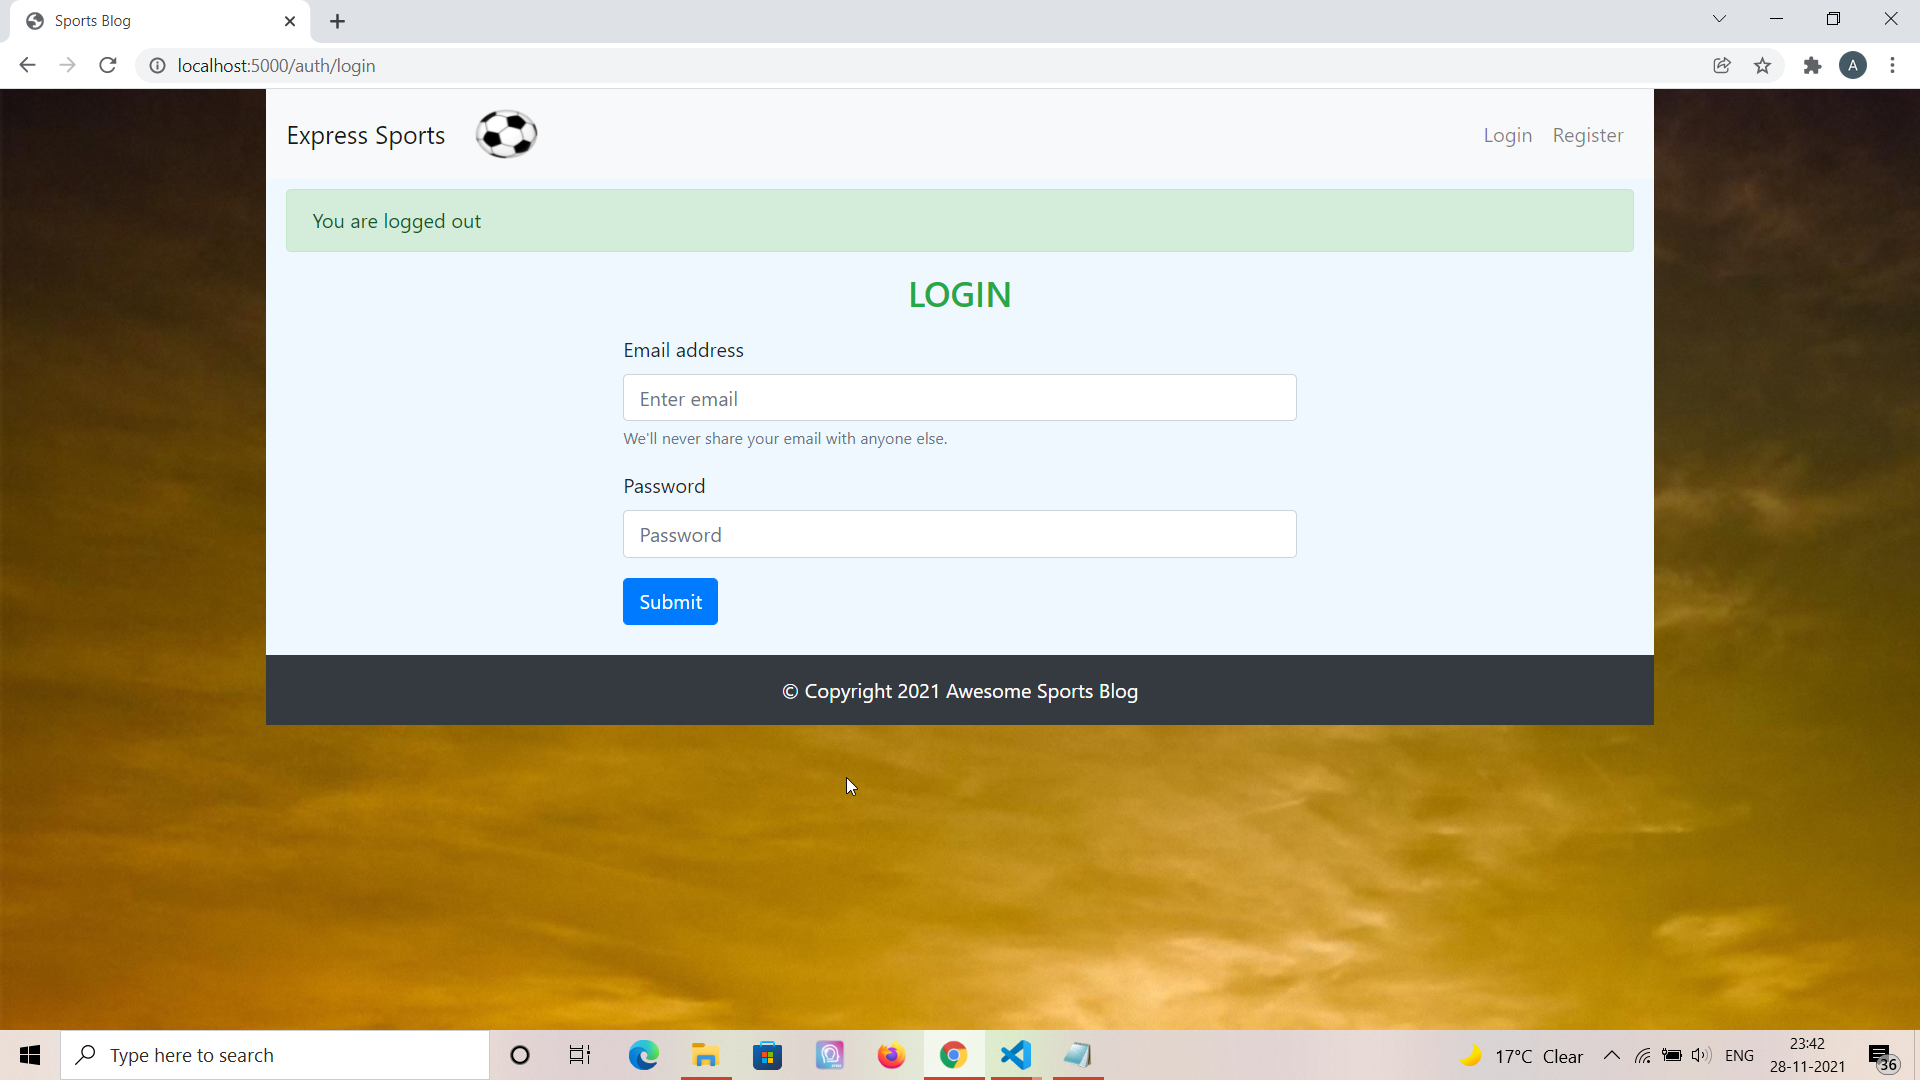 Sports Blog
localhost:5000/auth/login
A
Express Sports
Login Register
You are logged out
LOGIN
Email address
Enter email
We'll never share your email with anyone else.
Password
Password
Submit
© Copyright 2021 Awesome Sports Blog
Type here to search
17°C Clear
ENG
23:42
28-11-2021
36